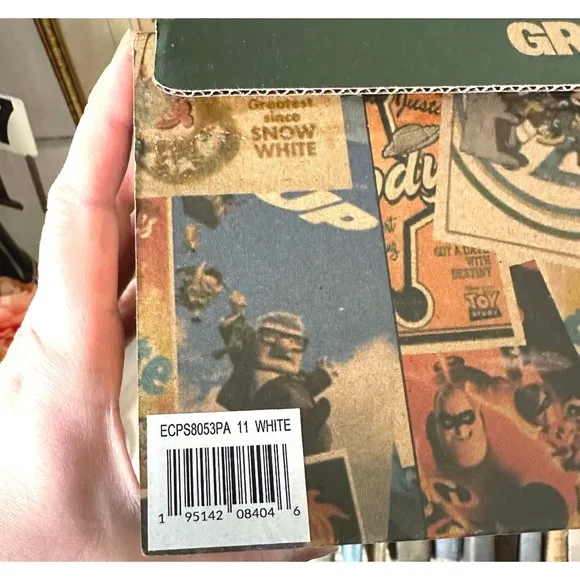 GR
Greatest
since
SNOW
WHITE
UP
ody
GOT A DATE
WITH
DESTINY
TOY
STORY
ECPS8053PA 11 WHITE
1 95142 08404 6